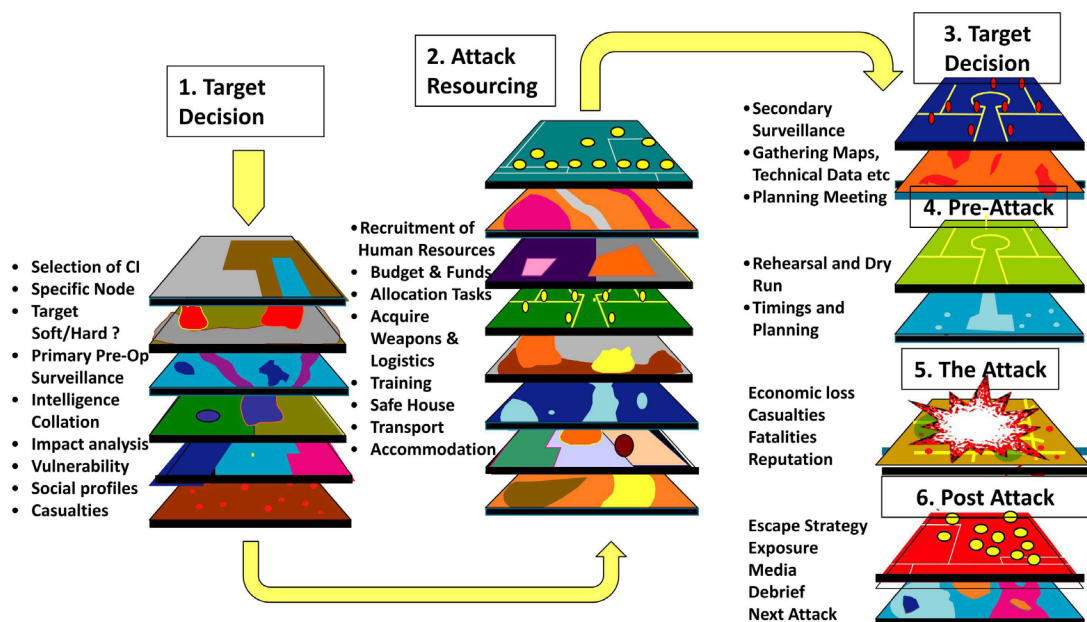 1. Target
Decision
• Selection of CI
• Specific Node
• Target
Soft/Hard ?
• Primary Pre-Op
Surveillance
• Intelligence
Collation
• Impact analysis
• Vulnerability
• Social profiles
• Casualties
2. Attack
Resourcing
•Recruitment of
Human Resources
• Budget & Funds
• Allocation Tasks
• Acquire
Weapons &
Logistics
• Training
• Safe House
• Transport
• Accommodation
3. Target
Decision
•Secondary
Surveillance
•Gathering Maps,
Technical Data etc
•Planning Meeting
4. Pre-Attack
•Rehearsal and Dry
Run
•Timings and
Planning
5. The Attack
Economic loss
Casualties
Fatalities
Reputation
6. Post Attack
Escape Strategy
Exposure
Media
Debrief
Next Attack